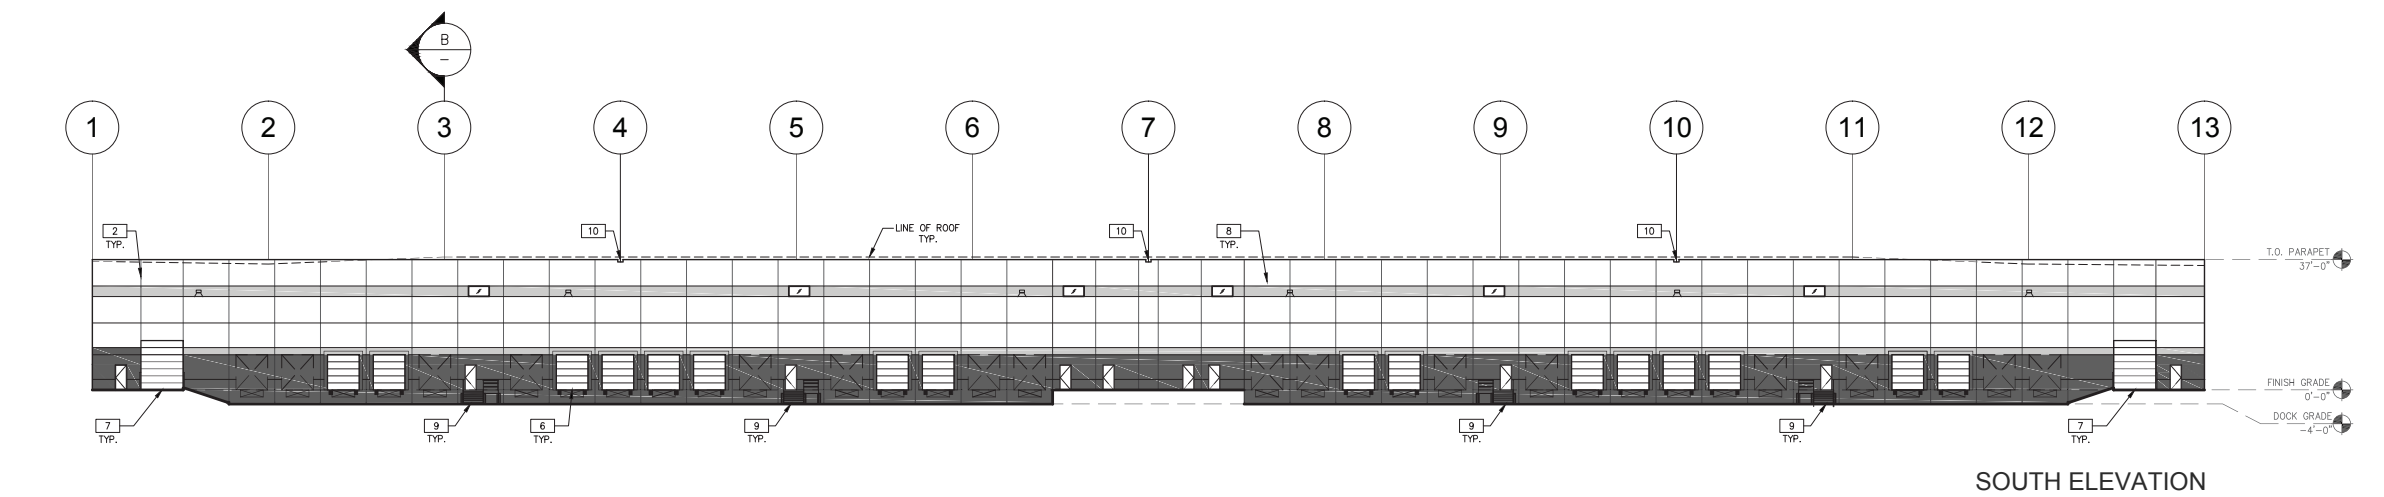 B
–
1 2 3 4 5 6 7 8 9 10 11 12 13
2
TYP.
10
LINE OF ROOF
TYP.
10
8
TYP.
10
T.O. PARAPET
37'-0"
FINISH GRADE
0'-0"
DOCK GRADE
-4'-0"
7
TYP.
9
TYP.
6
TYP.
9
TYP.
9
TYP.
9
TYP.
7
TYP.
SOUTH ELEVATION